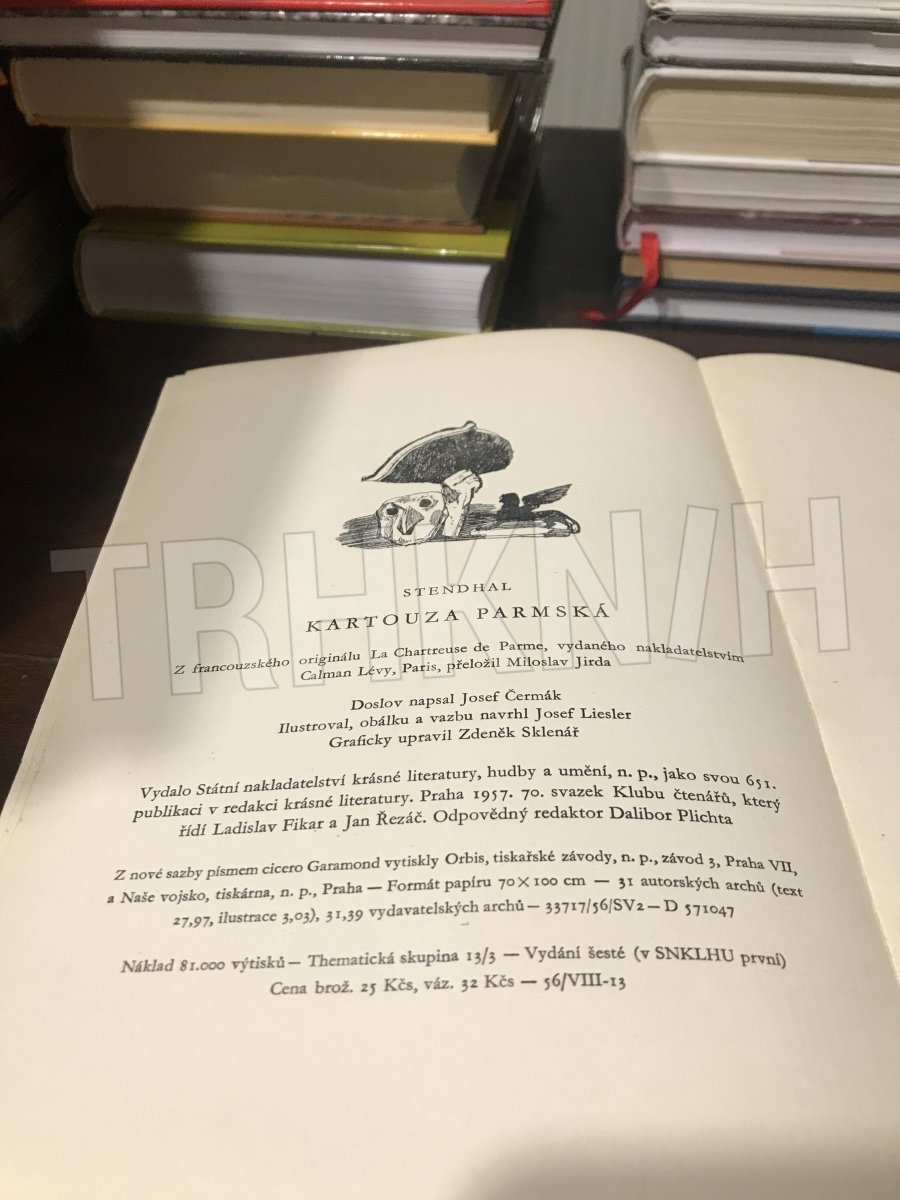 STENDHAL
KARTOUZA PARMSKÁ
Z francouzského originálu La Chartreuse de Parme, vydaného nakladatelstvím
Calman Lévy, Paris, přeložil Miloslav Jirda
Doslov napsal Josef Čermák
Ilustroval, obálku a vazbu navrhl Josef Liesler
Graficky upravil Zdeněk Sklenář
Vydalo Státní nakladatelství krásné literatury, hudby a umění, n. p., jako svou 651.
publikaci v redakci krásné literatury. Praha 1957. 70. svazek Klubu čtenářů, který
řídí Ladislav Fikar a Jan Řezáč. Odpovědný redaktor Dalibor Plichta
Z nové sazby písmem cicero Garamond vytiskly Orbis, tiskařské závody, n. p., závod 3, Praha VII,
a Naše vojsko, tiskárna, n. p., Praha — Formát papíru 70×100 cm — 31 autorských archů (text
27,97, ilustrace 3,03), 31,39 vydavatelských archů — 33717/56/SV2 — D 571047
Náklad 81.000 výtisků — Thematická skupina 13/3 — Vydání šesté (v SNKLHU první)
Cena brož. 25 Kčs, váz. 32 Kčs — 56/VIII-13
TRHKN/H